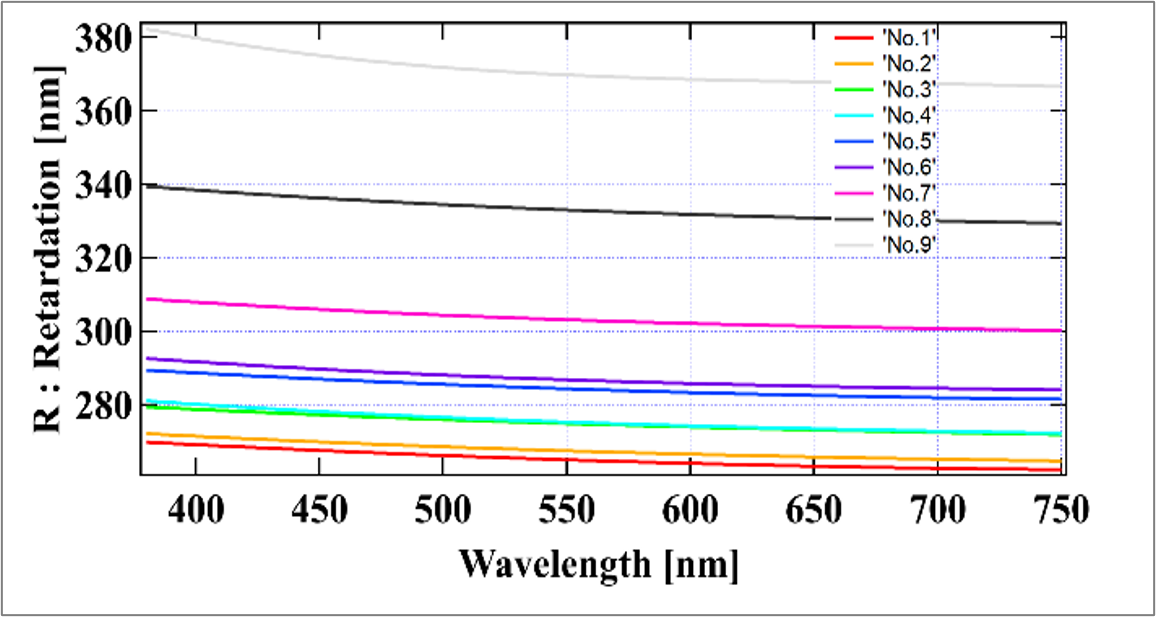 R : Retardation [nm]
380
360
340
320
300
280
'No.1'
'No.2'
'No.3'
'No.4'
'No.5'
'No.6'
'No.7'
'No.8'
'No.9'
400 450 500 550 600 650 700 750
Wavelength [nm]